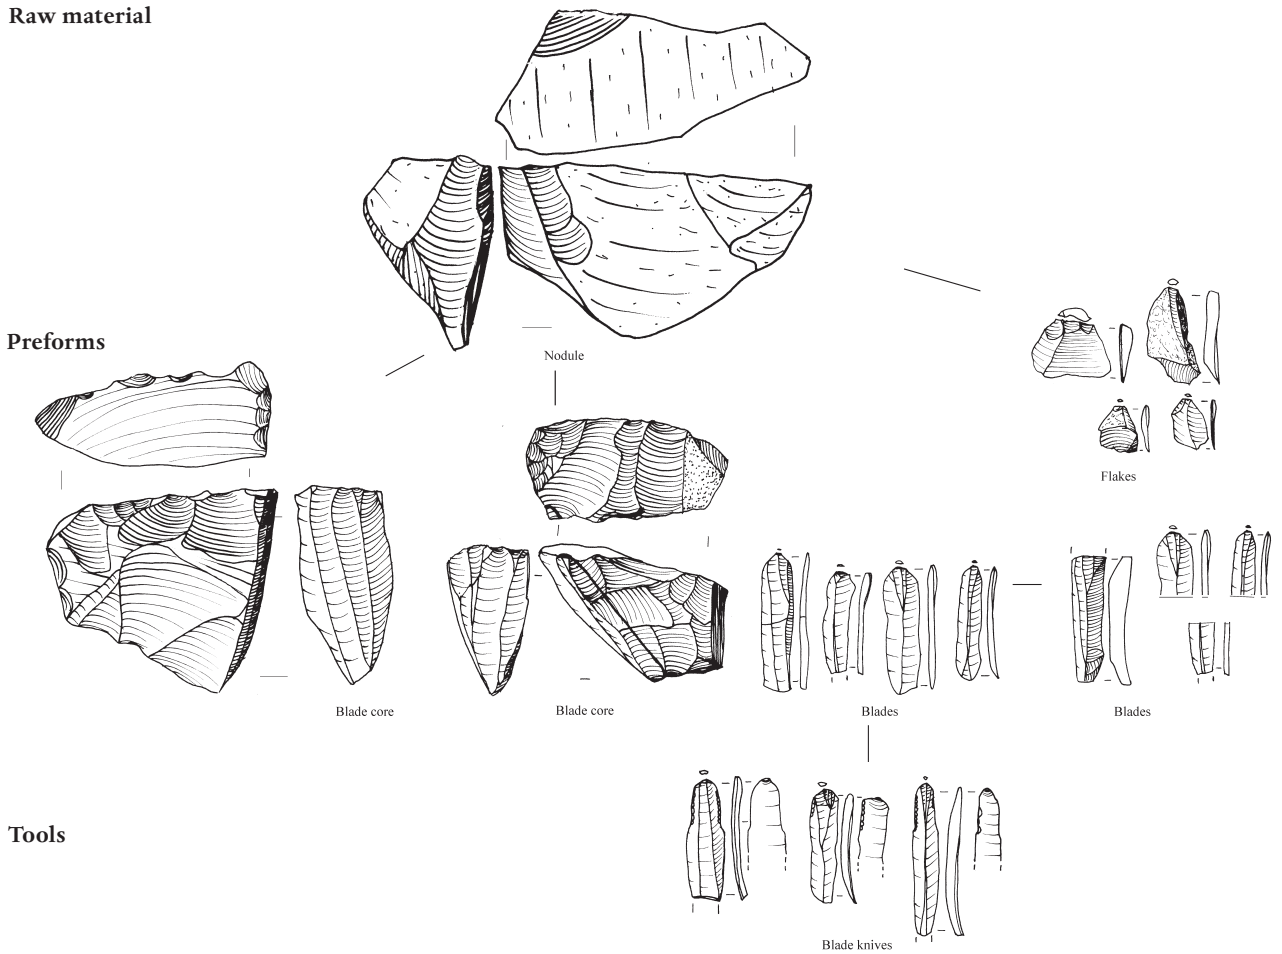 Raw material
Preforms
Nodule
Flakes
Blade core
Blade core
Blades
Blades
Tools
Blade knives